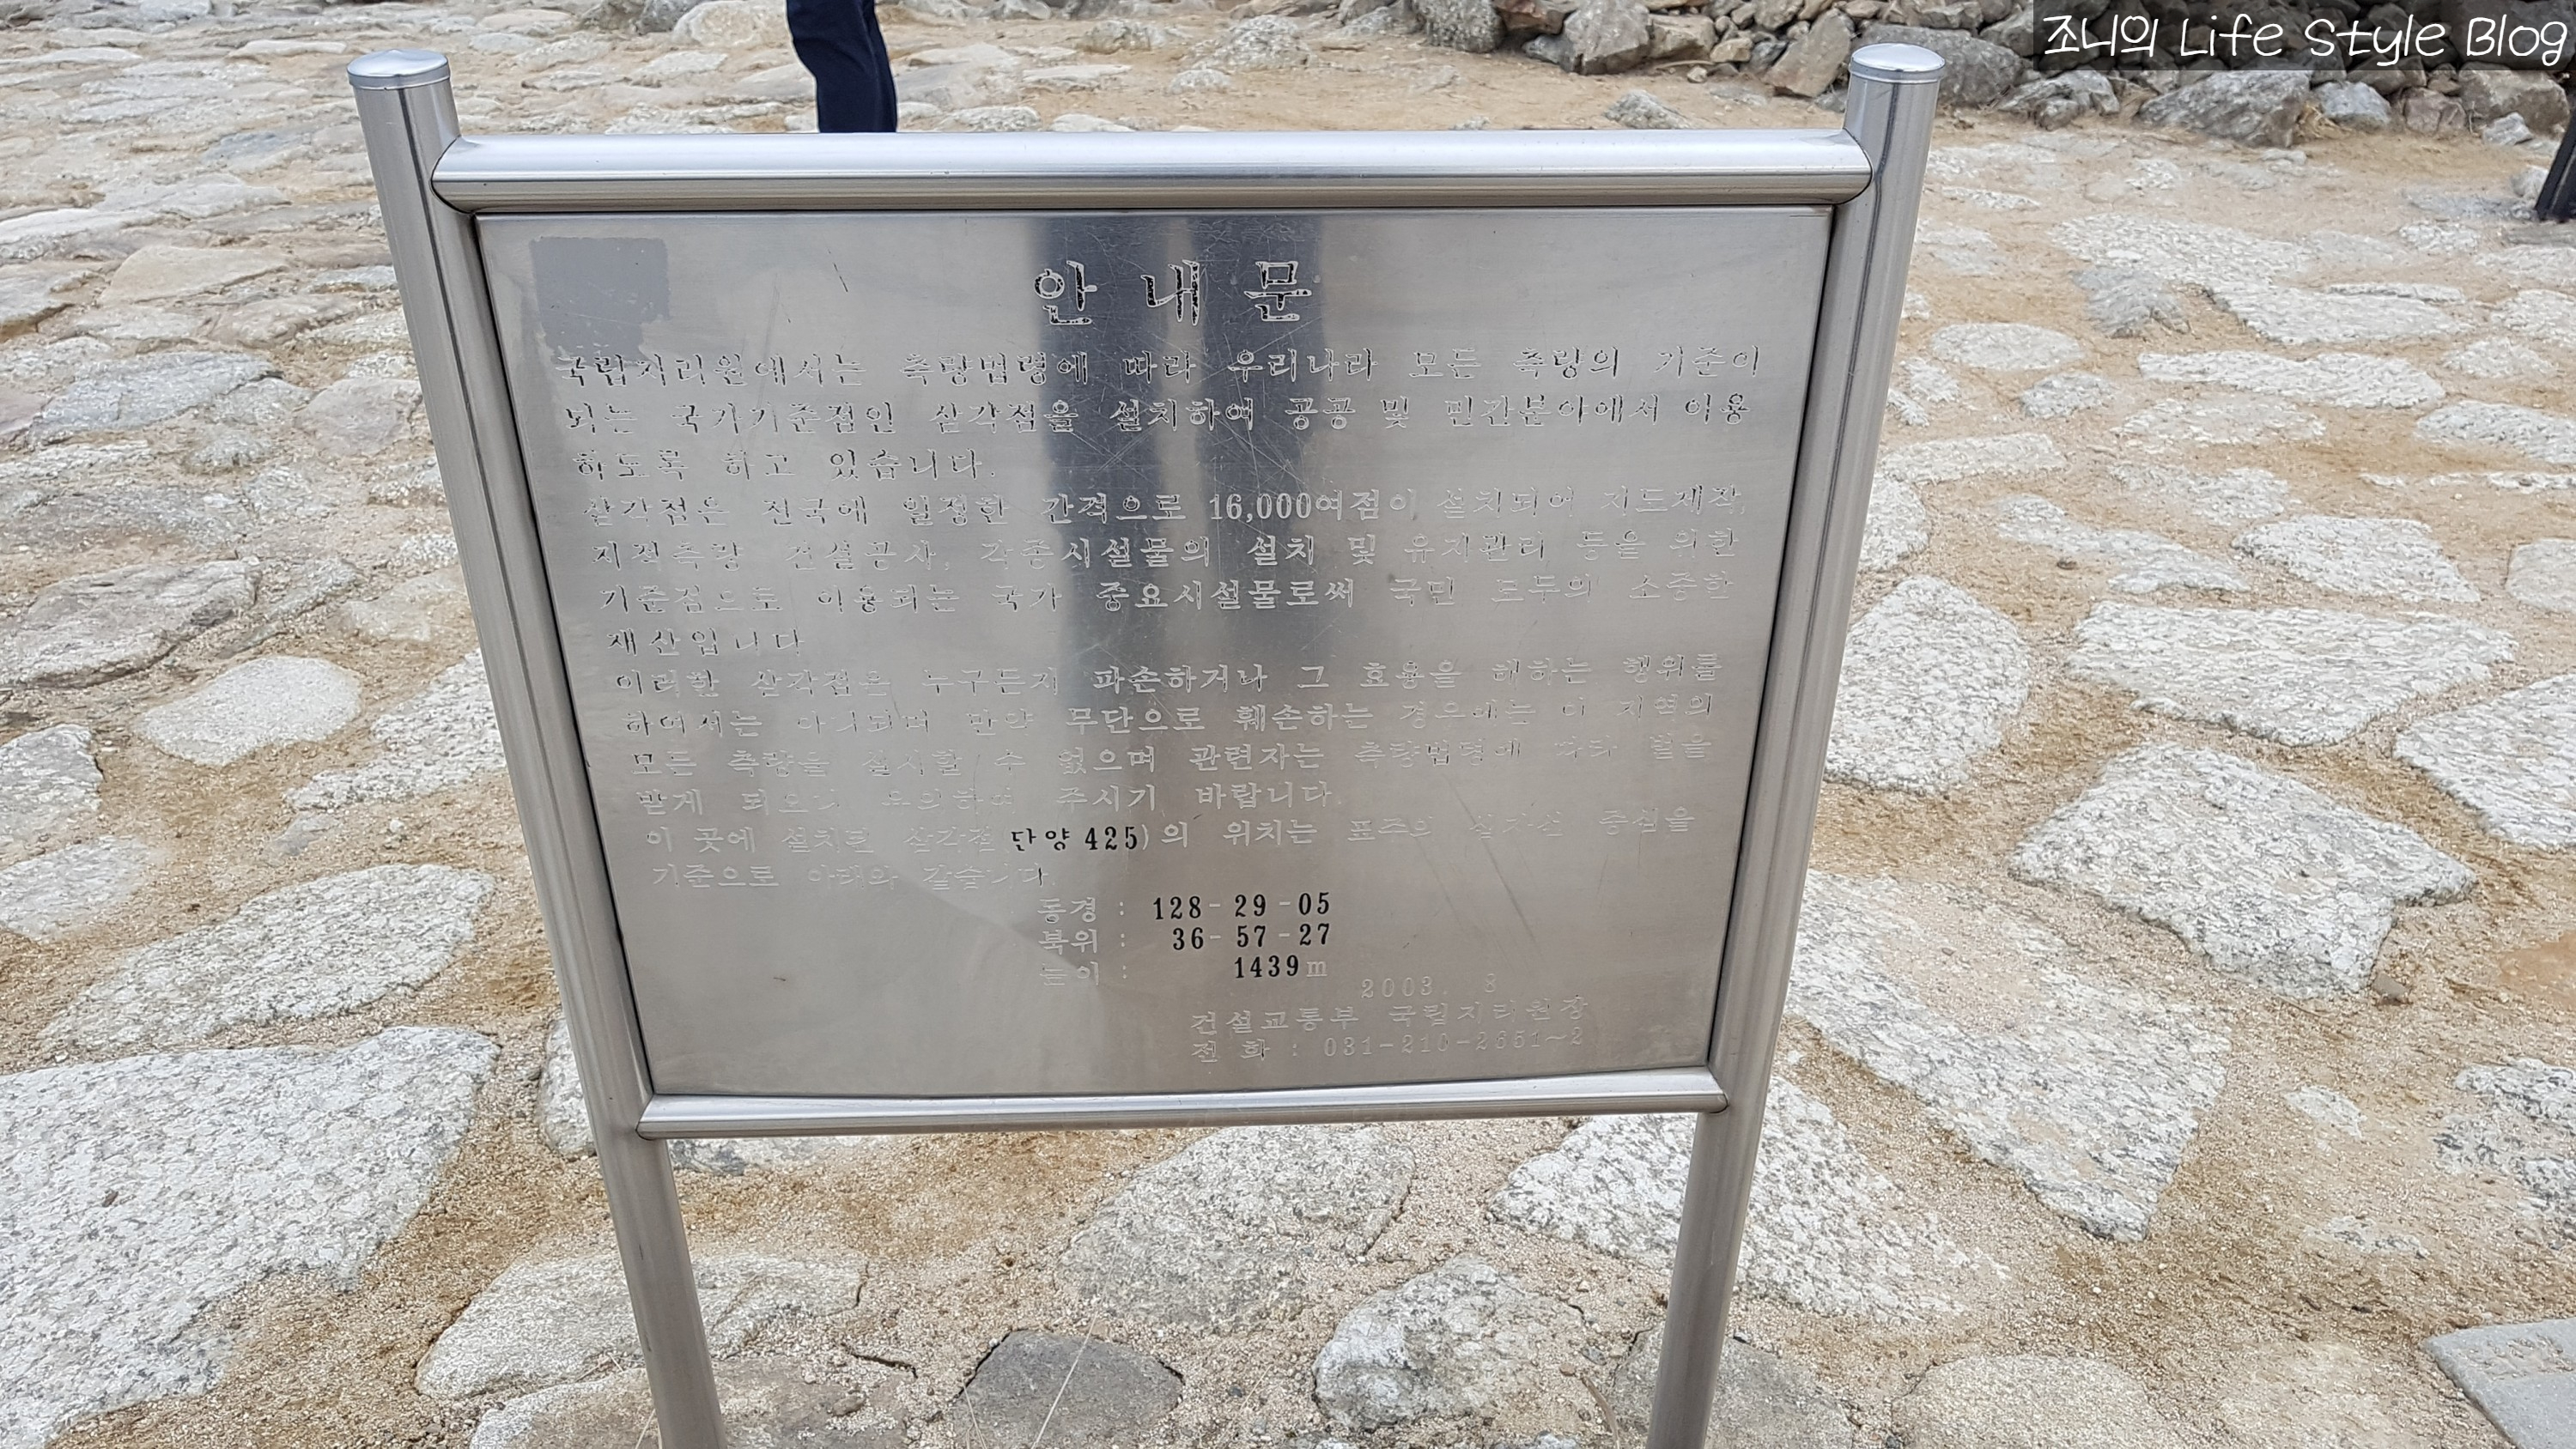 조니의 Life Style Blog
안내문
국립지리원에서는 측량법령에 따라 우리나라 모든 측량의 기준이
되는 국가기준점인 삼각점을 설치하여 공공 및 민간분야에서 이용
하도록 하고 있습니다.
삼각점은 전국에 일정한 간격으로 16,000여점이 설치되어 지도제작,
지적측량 건설공사, 각종시설물의 설치 및 유지관리 등을 위한
기준점으로 이용되는 국가 중요시설물로써 국민 모두의 소중한
재산입니다
이러한 삼각점은 누구든지 파손하거나 그 효용을 해하는 행위를
하여서는 아니되며 만약 무단으로 훼손하는 경우에는 이 지역의
모든 측량을 실시할 수 없으며 관련자는 측량법령에 따라 벌을
받게 되오니 유의하여 주시기 바랍니다.
이 곳에 설치된 삼각점 단양 425)의 위치는 표주의 십자선 중심을
기준으로 아래와 같습니다.
동경 : 128-29-05
북위 : 36-57-27
높이 : 1439m
2003. 8
건설교통부 국립지리원장
전화 : 031-210-2651~2